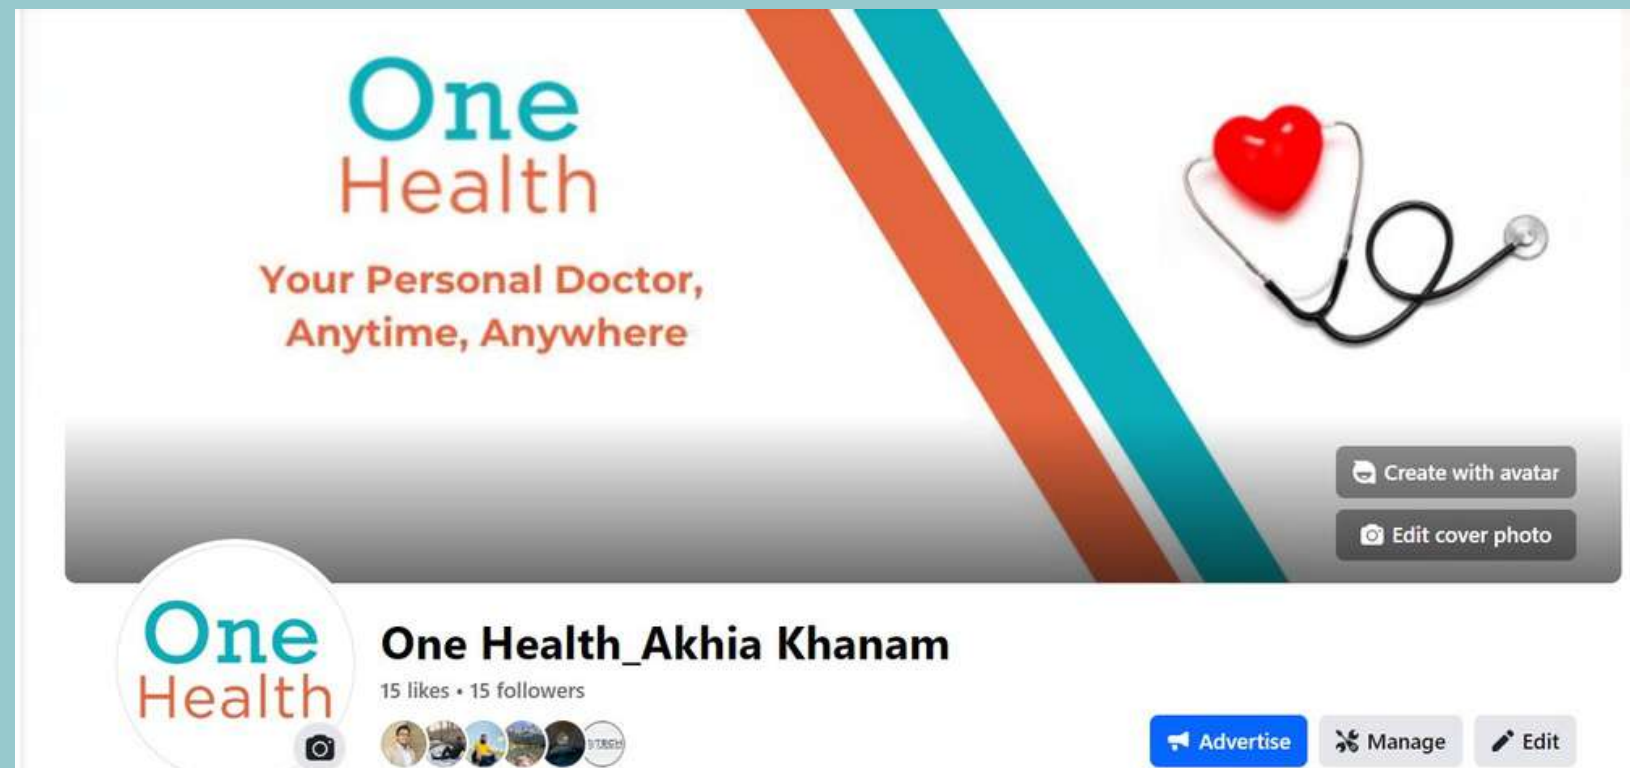 One
Health
Your Personal Doctor,
Anytime, Anywhere
Create with avatar
Edit cover photo
One
Health
One Health_Akhia Khanam
15 likes • 15 followers
Advertise
Manage
Edit